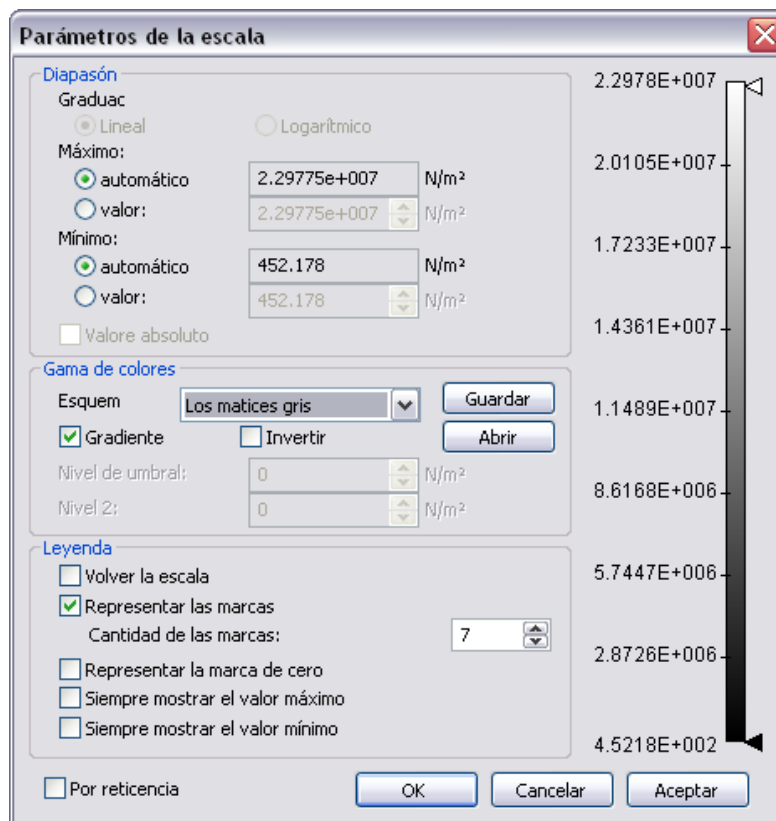 Parámetros de la escala
Diapasón
Graduac
Lineal Logarítmico
Máximo:
automático 2.29775e+007 N/m²
valor: 2.29775e+007 N/m²
Mínimo:
automático 452.178 N/m²
valor: 452.178 N/m²
Valore absoluto
Gama de colores
Esquem Los matices gris Guardar
Gradiente Invertir Abrir
Nivel de umbral: 0 N/m²
Nivel 2: 0 N/m²
Leyenda
Volver la escala
Representar las marcas
Cantidad de las marcas: 7
Representar la marca de cero
Siempre mostrar el valor máximo
Siempre mostrar el valor mínimo
Por reticencia OK Cancelar Aceptar
2.2978E+007
2.0105E+007
1.7233E+007
1.4361E+007
1.1489E+007
8.6168E+006
5.7447E+006
2.8726E+006
4.5218E+002